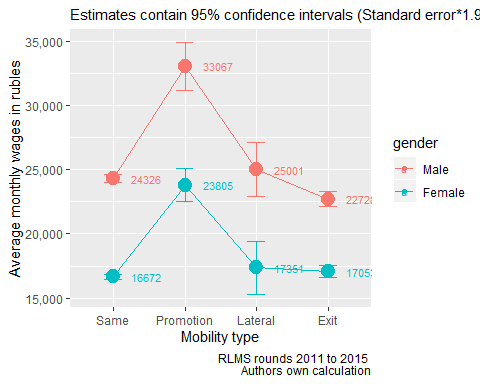 Estimates contain 95% confidence intervals (Standard error*1.9
Average monthly wages in rubles
35,000
30,000
25,000
20,000
15,000
33067
24326
25001
22728
23805
16672
17351
17053
Same Promotion Lateral Exit
Mobility type
gender
Male
Female
RLMS rounds 2011 to 2015
Authors own calculation